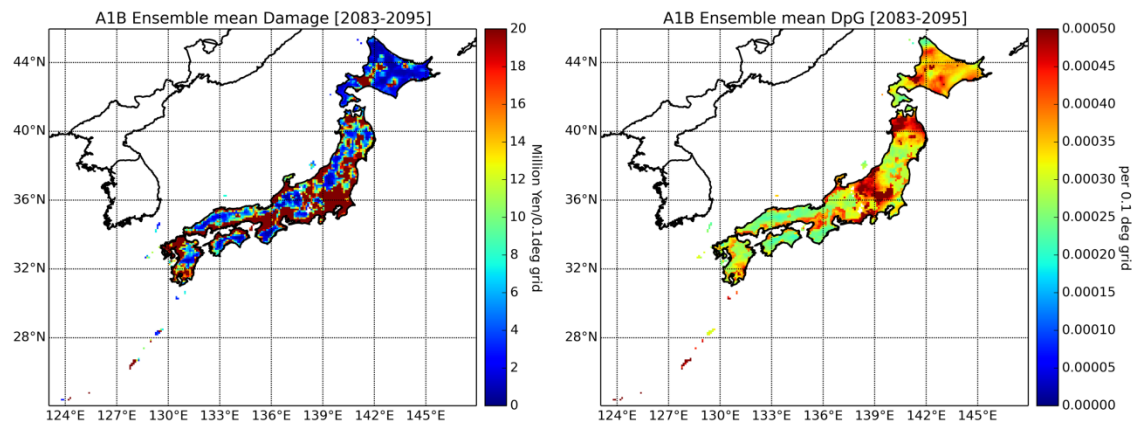 A1B Ensemble mean Damage [2083-2095]
44°N
40°N
36°N
32°N
28°N
124°E 127°E 130°E 133°E 136°E 139°E 142°E 145°E
20
18
16
14
12
10
8
6
4
2
0
Million Yen/0.1deg grid
A1B Ensemble mean DpG [2083-2095]
44°N
40°N
36°N
32°N
28°N
124°E 127°E 130°E 133°E 136°E 139°E 142°E 145°E
0.00050
0.00045
0.00040
0.00035
0.00030
0.00025
0.00020
0.00015
0.00010
0.00005
0.00000
per 0.1 deg grid